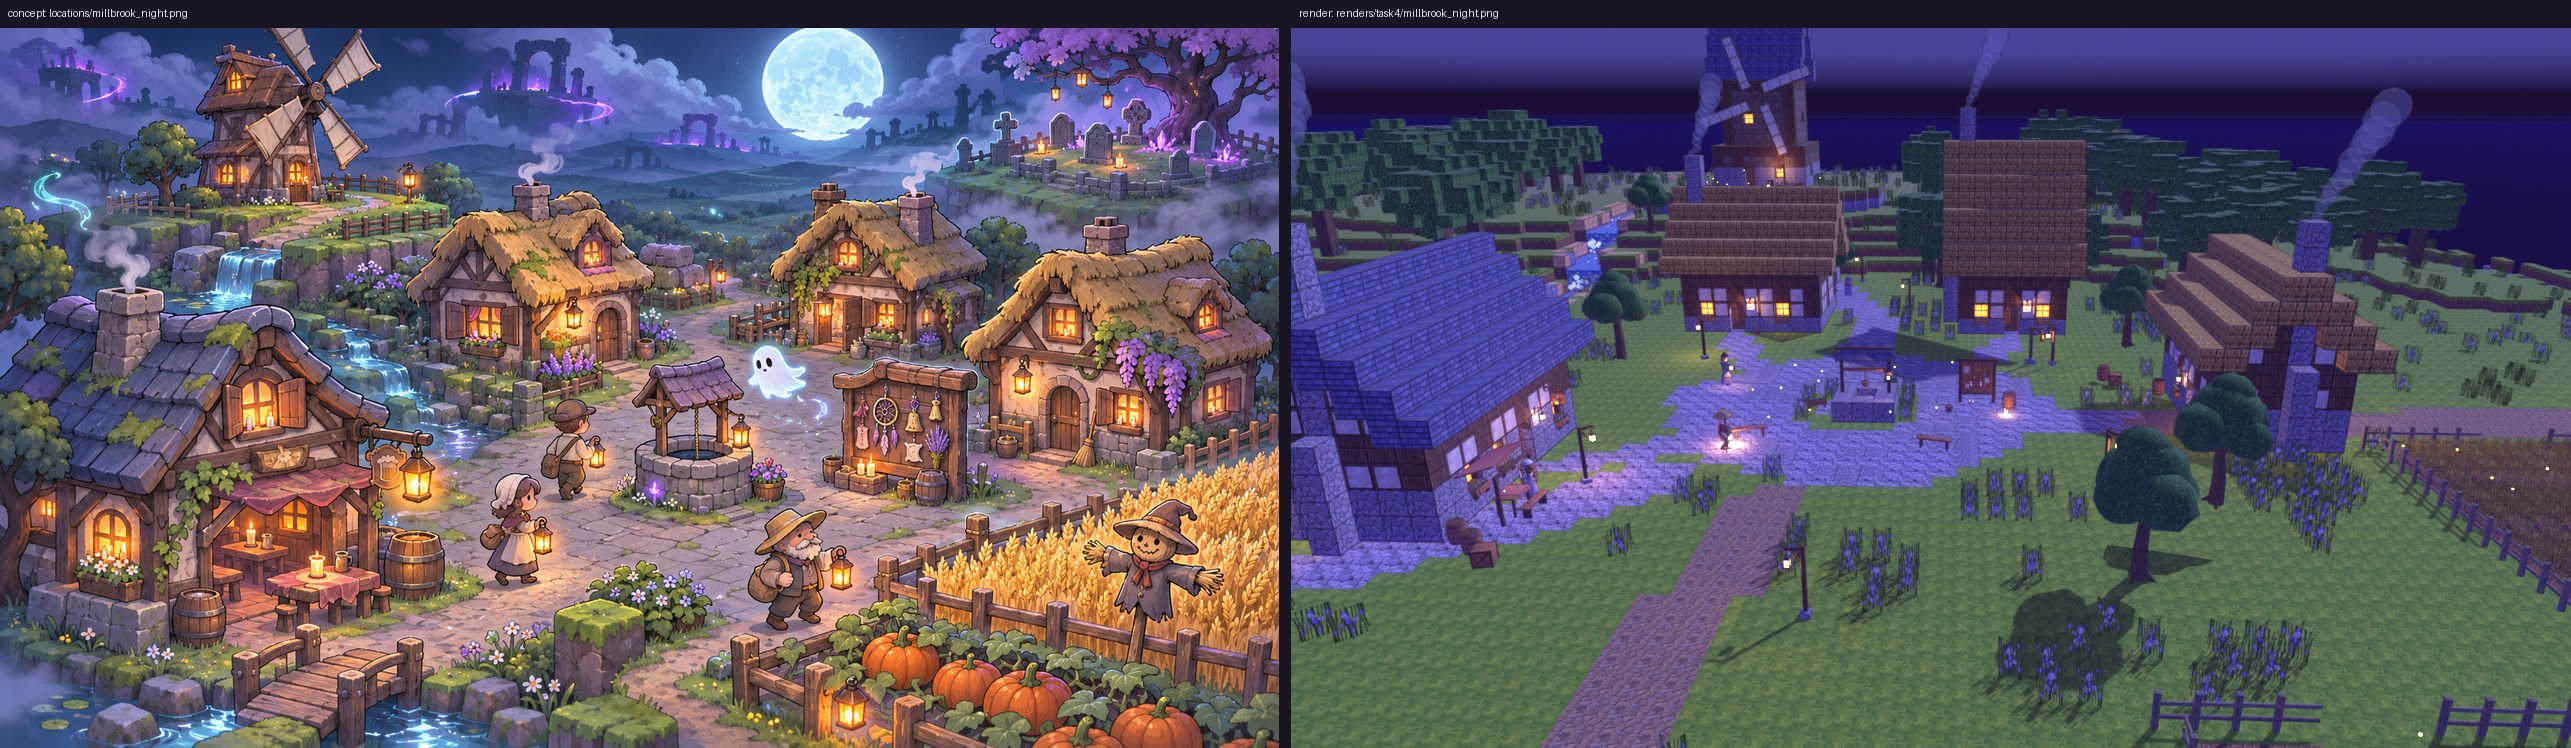 concept: locations/millbrook_night.png
render: renders/task4/millbrook_night.png